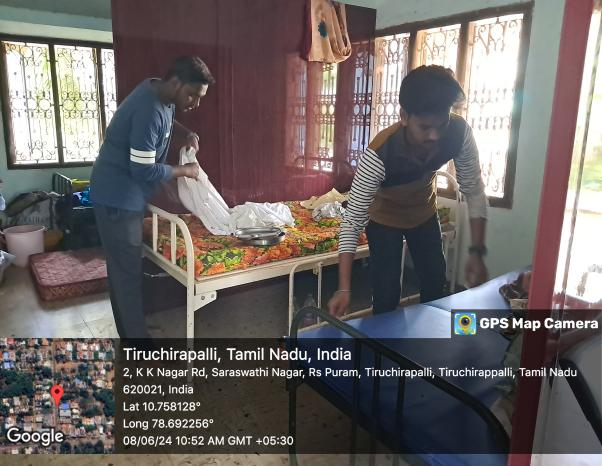 GPS Map Camera
Tiruchirapalli, Tamil Nadu, India
2, K K Nagar Rd, Saraswathi Nagar, Rs Puram, Tiruchirapalli, Tiruchirappalli, Tamil Nadu
620021, India
Lat 10.758128°
Long 78.692256°
08/06/24 10:52 AM GMT +05:30
Google